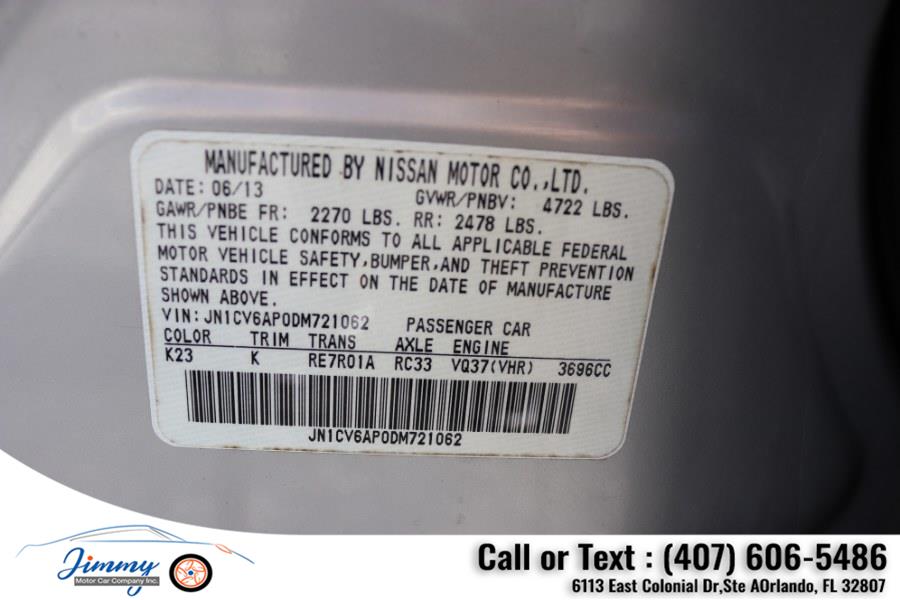 MANUFACTURED BY NISSAN MOTOR CO.,LTD.
DATE: 06/13 GVWR/PNBV: 4722 LBS.
GAWR/PNBE FR: 2270 LBS. RR: 2478 LBS.
THIS VEHICLE CONFORMS TO ALL APPLICABLE FEDERAL
MOTOR VEHICLE SAFETY,BUMPER,AND THEFT PREVENTION
STANDARDS IN EFFECT ON THE DATE OF MANUFACTURE
SHOWN ABOVE.
VIN:JN1CV6AP0DM721062 PASSENGER CAR
COLOR TRIM TRANS AXLE ENGINE
K23 K RE7R01A RC33 VQ37(VHR) 3696CC
JN1CV6AP0DM721062
Jimmy
Motor Car Company Inc.
Call or Text : (407) 606-5486
6113 East Colonial Dr,Ste AOrlando, FL 32807